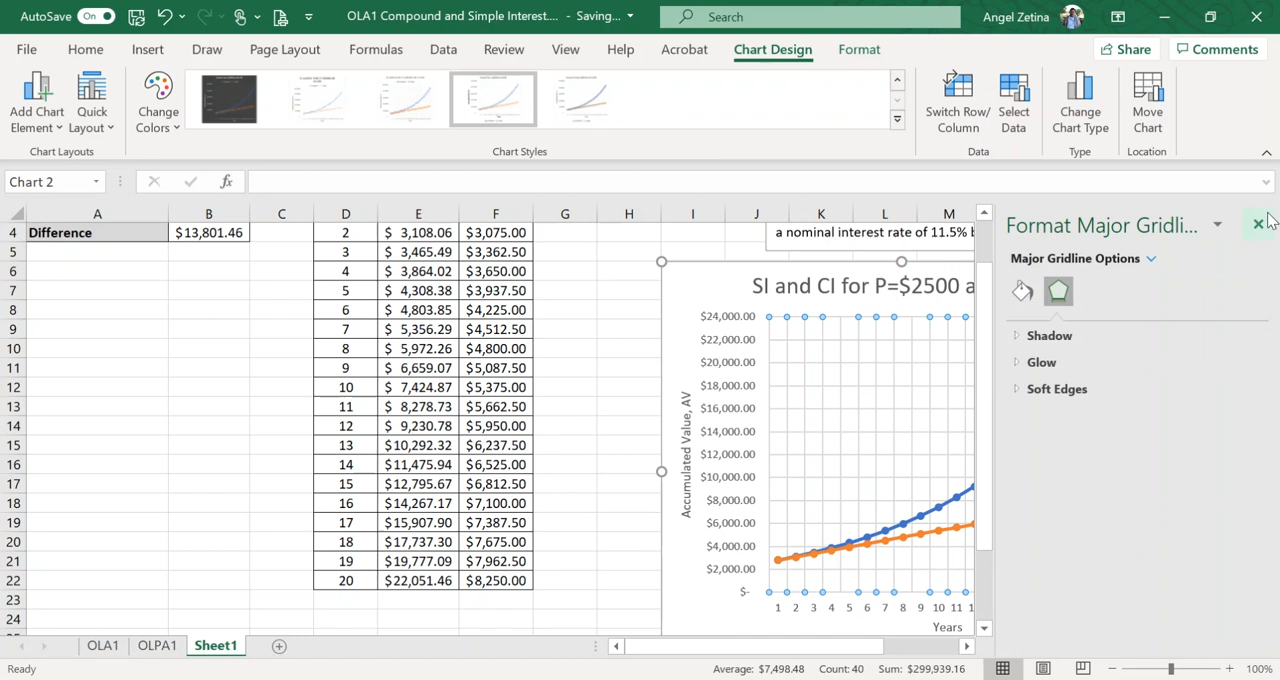 AutoSave On OLA1 Compound and Simple Interest.... - Saving... Search Angel Zetina
File Home Insert Draw Page Layout Formulas Data Review View Help Acrobat Chart Design Format Share Comments
Add Chart Element Quick Layout Change Colors Switch Row/ Column Select Data Change Chart Type Move Chart
Chart Layouts Chart Styles Data Type Location
Chart 2 fx
A B C D E F G H I J K L M
4 Difference $13,801.46 2 $ 3,108.06 $3,075.00 a nominal interest rate of 11.5% b
5 3 $ 3,465.49 $3,362.50
6 4 $ 3,864.02 $3,650.00
7 5 $ 4,308.38 $3,937.50
8 6 $ 4,803.85 $4,225.00
9 7 $ 5,356.29 $4,512.50
10 8 $ 5,972.26 $4,800.00
11 9 $ 6,659.07 $5,087.50
12 10 $ 7,424.87 $5,375.00
13 11 $ 8,278.73 $5,662.50
14 12 $ 9,230.78 $5,950.00
15 13 $10,292.32 $6,237.50
16 14 $11,475.94 $6,525.00
17 15 $12,795.67 $6,812.50
18 16 $14,267.17 $7,100.00
19 17 $15,907.90 $7,387.50
20 18 $17,737.30 $7,675.00
21 19 $19,777.09 $7,962.50
22 20 $22,051.46 $8,250.00
23
24
SI and CI for P=$2500 a
Accumulated Value, AV
$24,000.00
$22,000.00
$20,000.00
$18,000.00
$16,000.00
$14,000.00
$12,000.00
$10,000.00
$8,000.00
$6,000.00
$4,000.00
$2,000.00
$-
1 2 3 4 5 6 7 8 9 10 11 1
Years
Format Major Gridli...
Major Gridline Options
Shadow
Glow
Soft Edges
OLA1 OLPA1 Sheet1
Ready Average: $7,498.48 Count: 40 Sum: $299,939.16 100%